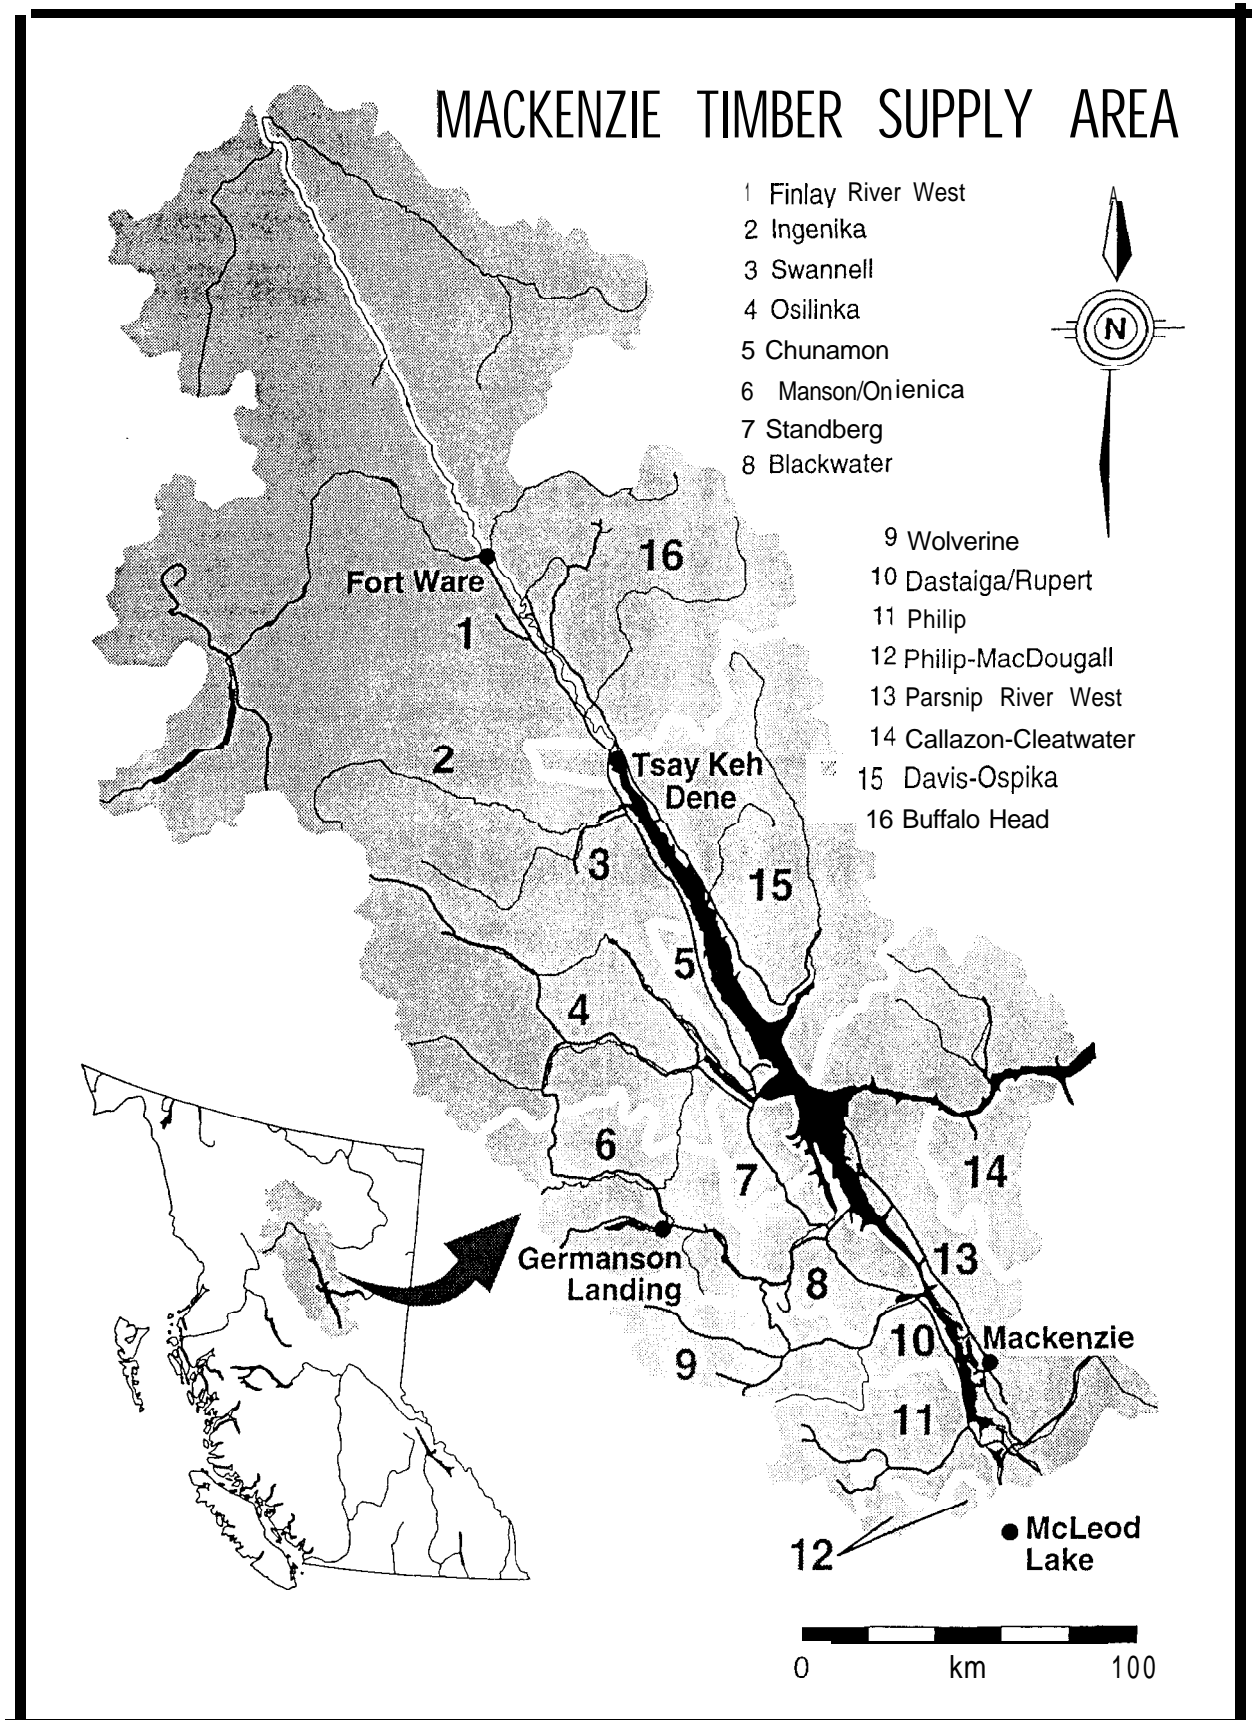 MACKENZIE TIMBER SUPPLY AREA
1 Finlay River West
2 Ingenika
3 Swannell
4 Osilinka
5 Chunamon
6 Manson/Onienica
7 Standberg
8 Blackwater
N
9 Wolverine
10 Dastaiga/Rupert
11 Philip
12 Philip-MacDougall
13 Parsnip River West
14 Callazon-Cleatwater
15 Davis-Ospika
16 Buffalo Head
16
Fort Ware
1
2
Tsay Keh
Dene
3
15
5
4
6
7
14
Germanson
Landing
13
8
10
Mackenzie
9
11
12
McLeod
Lake
0 km 100